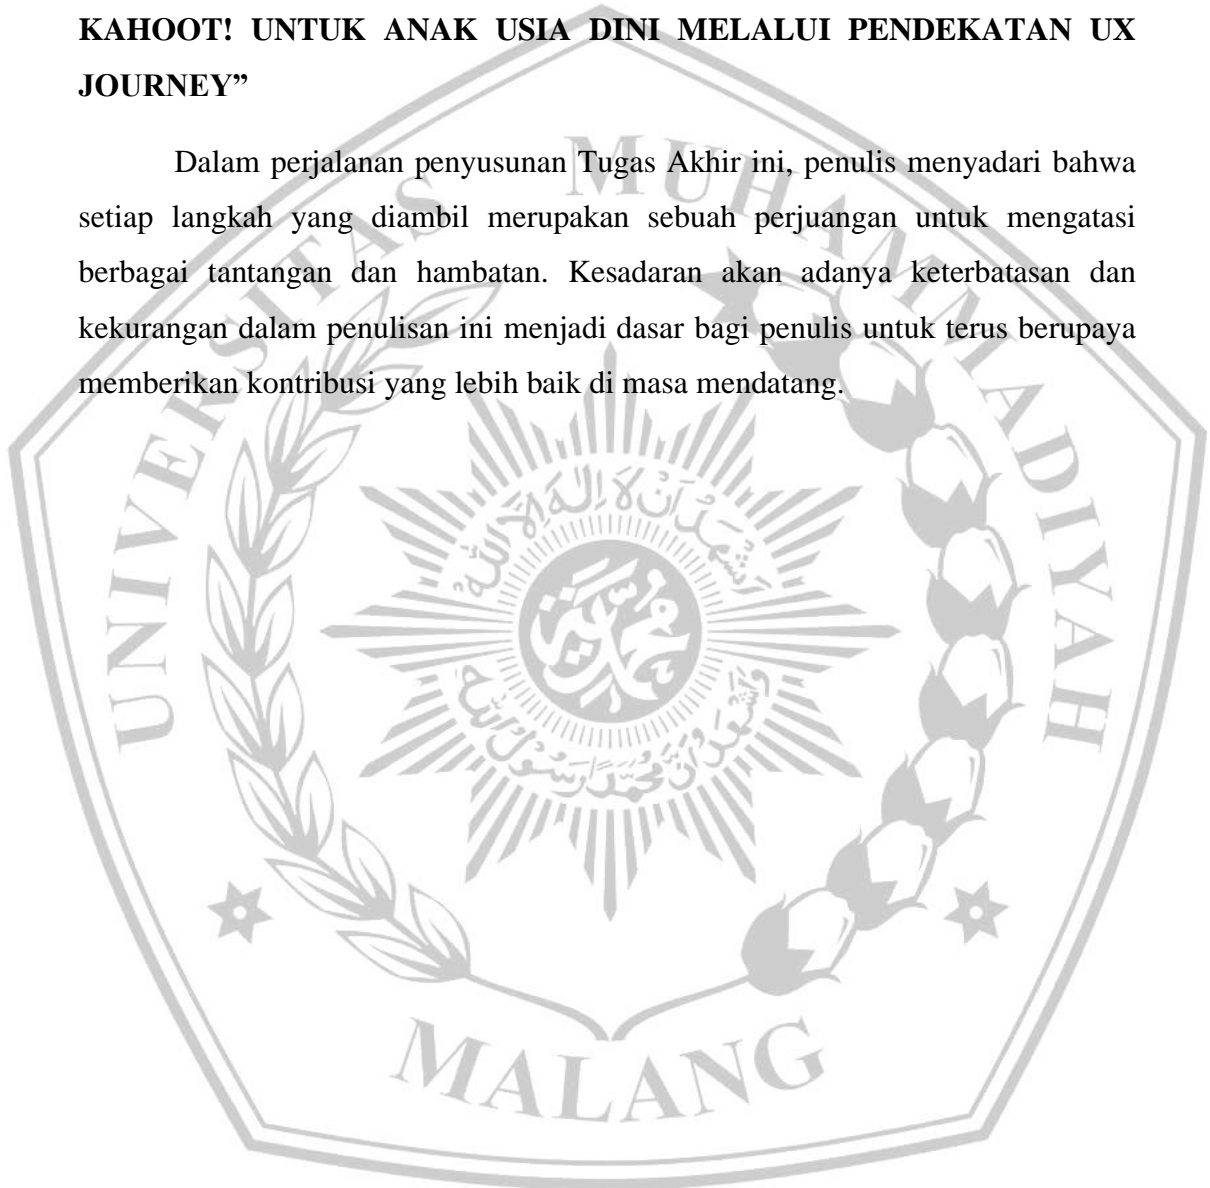 KAHOOT! UNTUK ANAK USIA DINI MELALUI PENDEKATAN UX
JOURNEY”
Dalam perjalanan penyusunan Tugas Akhir ini, penulis menyadari bahwa
setiap langkah yang diambil merupakan sebuah perjuangan untuk mengatasi
berbagai tantangan dan hambatan. Kesadaran akan adanya keterbatasan dan
kekurangan dalam penulisan ini menjadi dasar bagi penulis untuk terus berupaya
memberikan kontribusi yang lebih baik di masa mendatang.
UNIVERSITAS MUHAMMADIYAH
MALANG